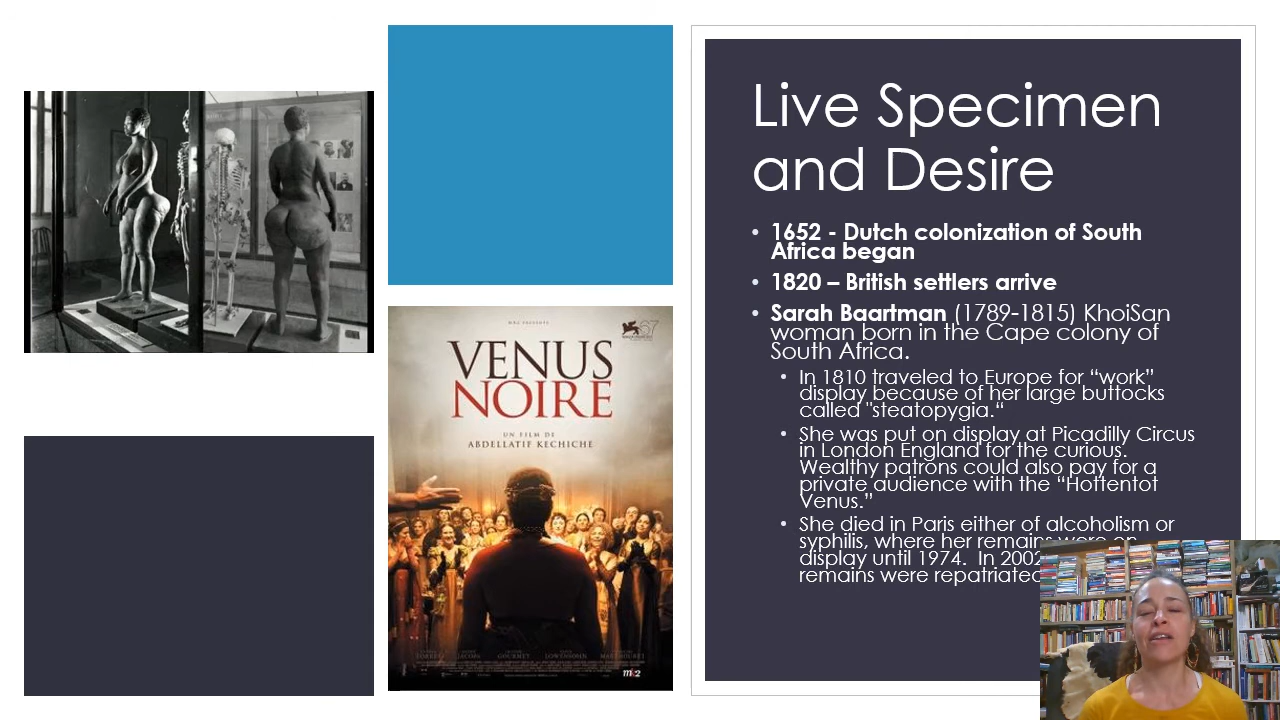 Live Specimen
and Desire
• 1652 - Dutch colonization of South
Africa began
• 1820 – British settlers arrive
• Sarah Baartman (1789-1815) KhoiSan
woman born in the Cape colony of
South Africa.
• In 1810 traveled to Europe for “work”
display because of her large buttocks
called "steatopygia.“
• She was put on display at Picadilly Circus
in London England for the curious.
Wealthy patrons could also pay for a
private audience with the “Hottentot
Venus.”
• She died in Paris either of alcoholism or
syphilis, where her remains were on
display until 1974. In 2002
remains were repatriated
MK2 PRESENTE
67
VENUS
NOIRE
UN FILM DE
ABDELLATIF KECHICHE
mk2